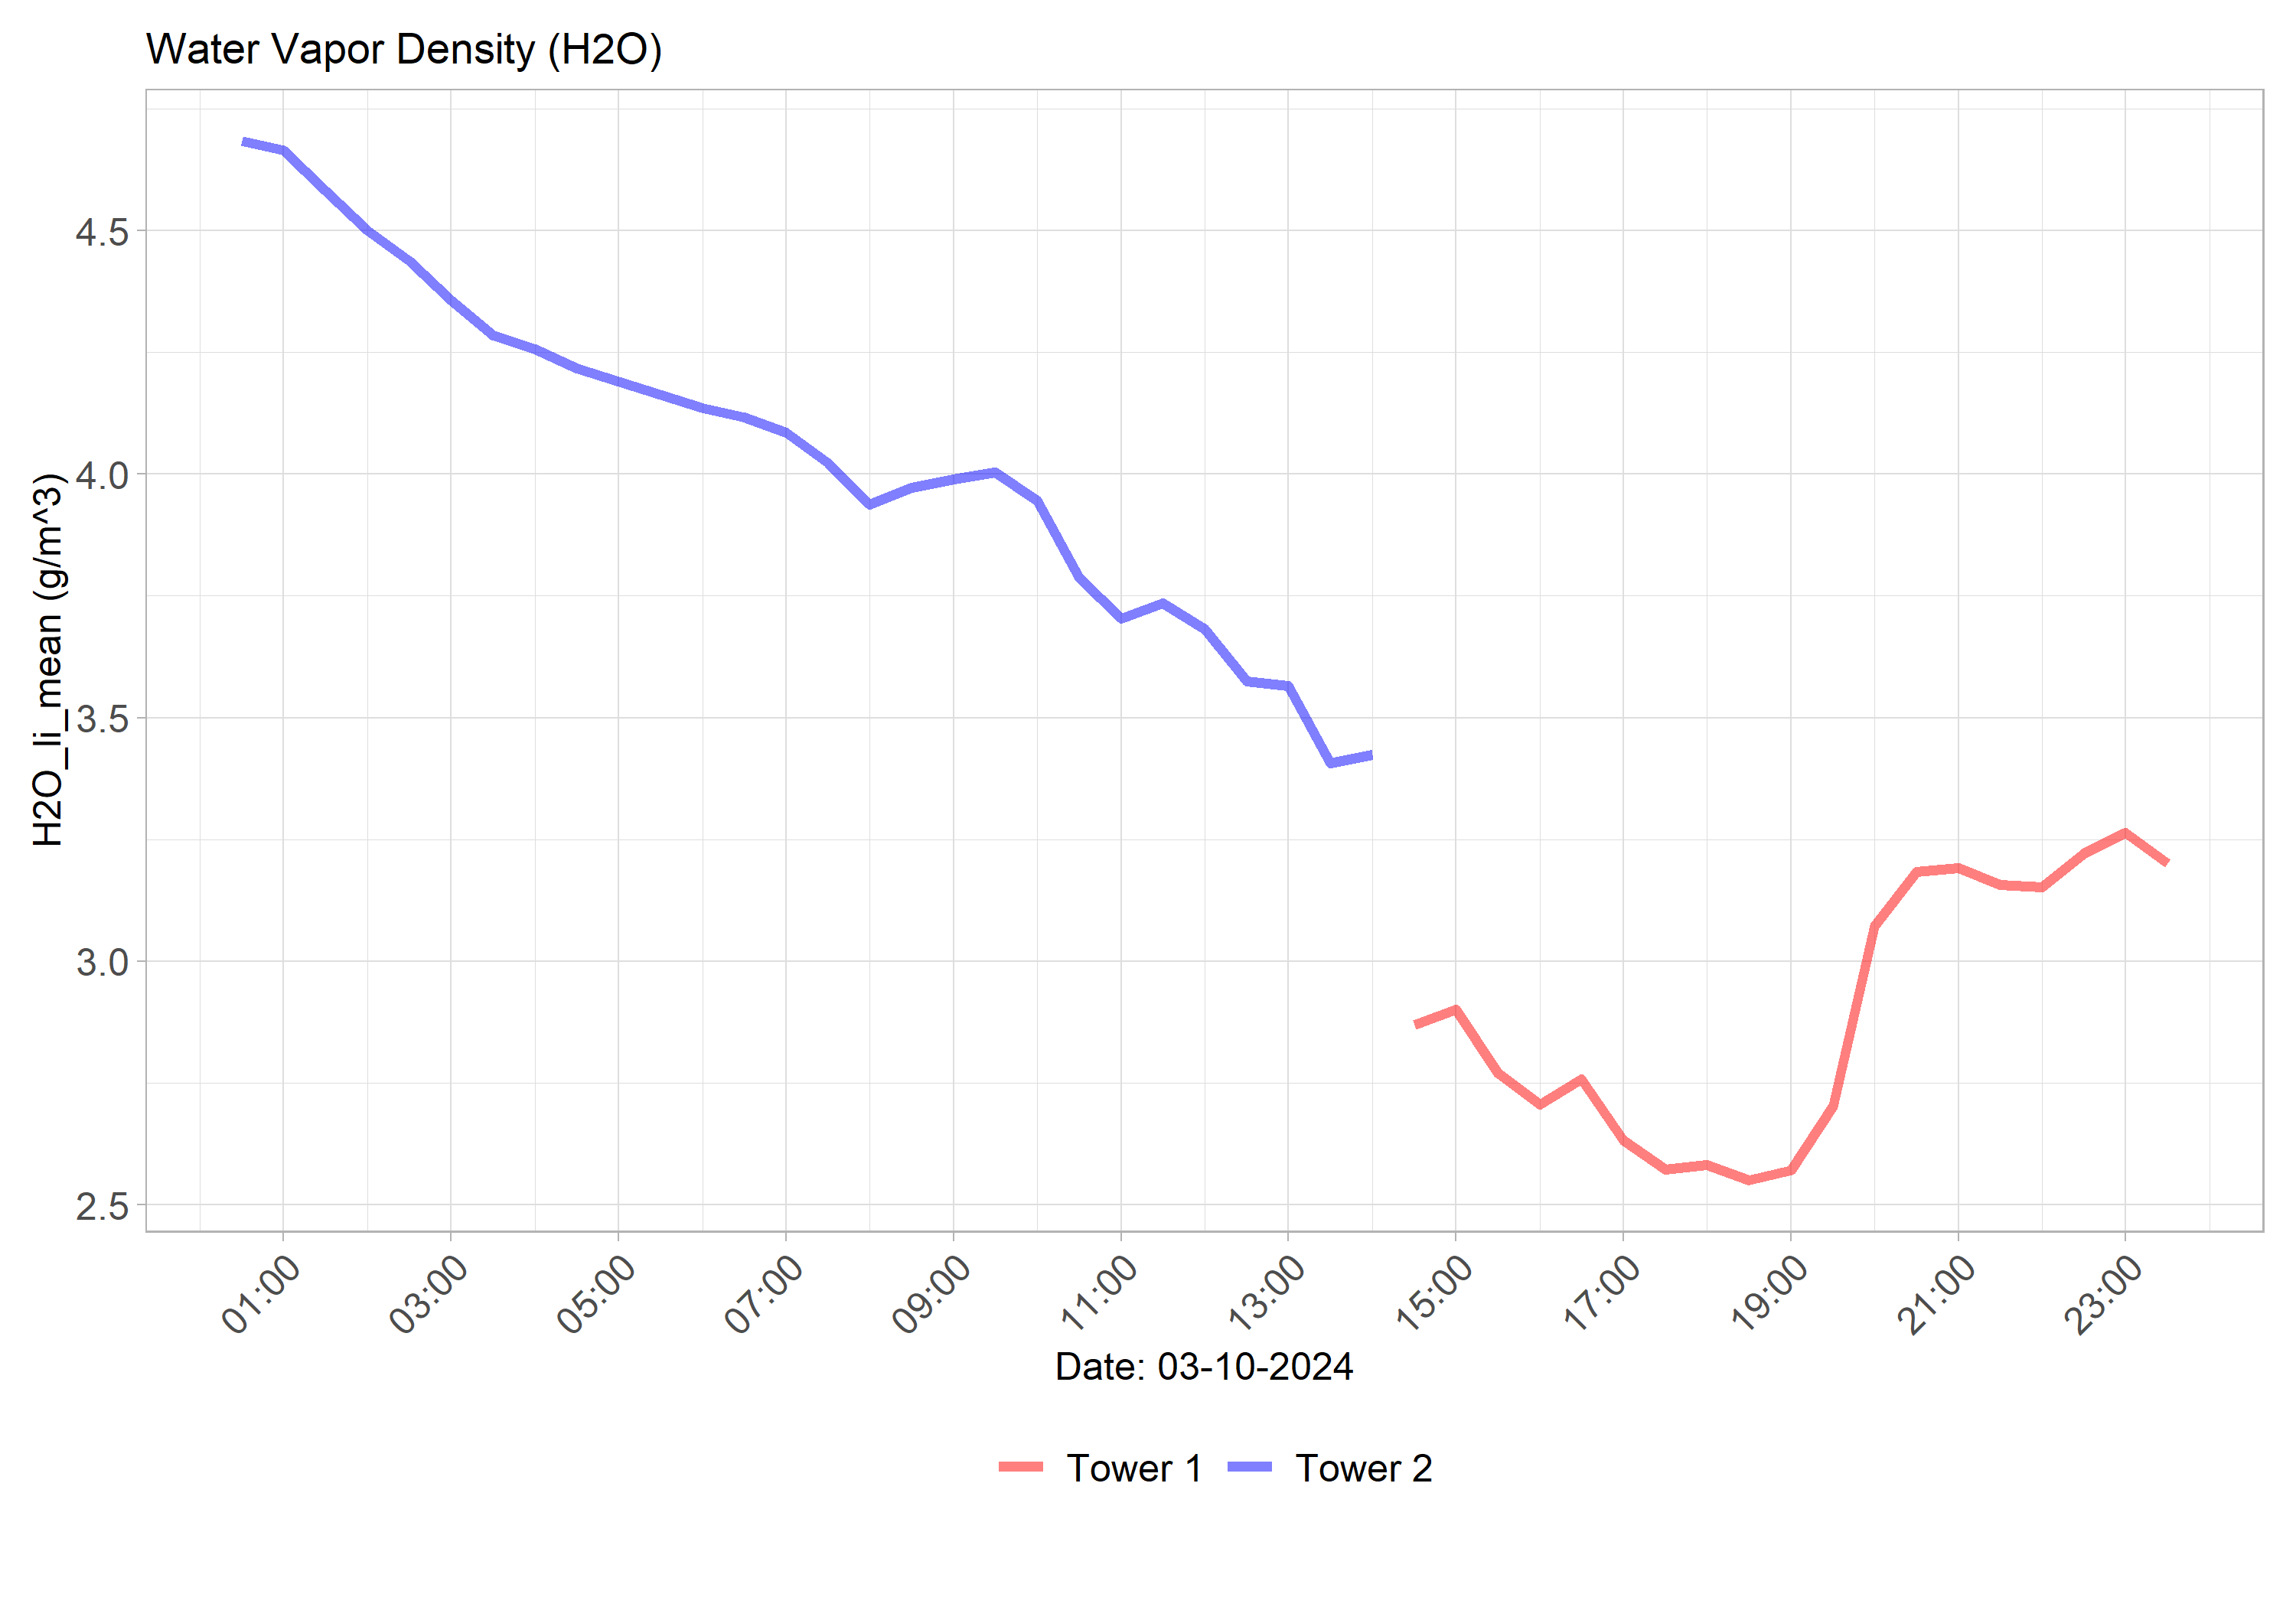 Water Vapor Density (H2O)
H2O_li_mean (g/m^3)
4.5
4.0
3.5
3.0
2.5
01:00 03:00 05:00 07:00 09:00 11:00 13:00 15:00 17:00 19:00 21:00 23:00
Date: 03-10-2024
Tower 1 Tower 2